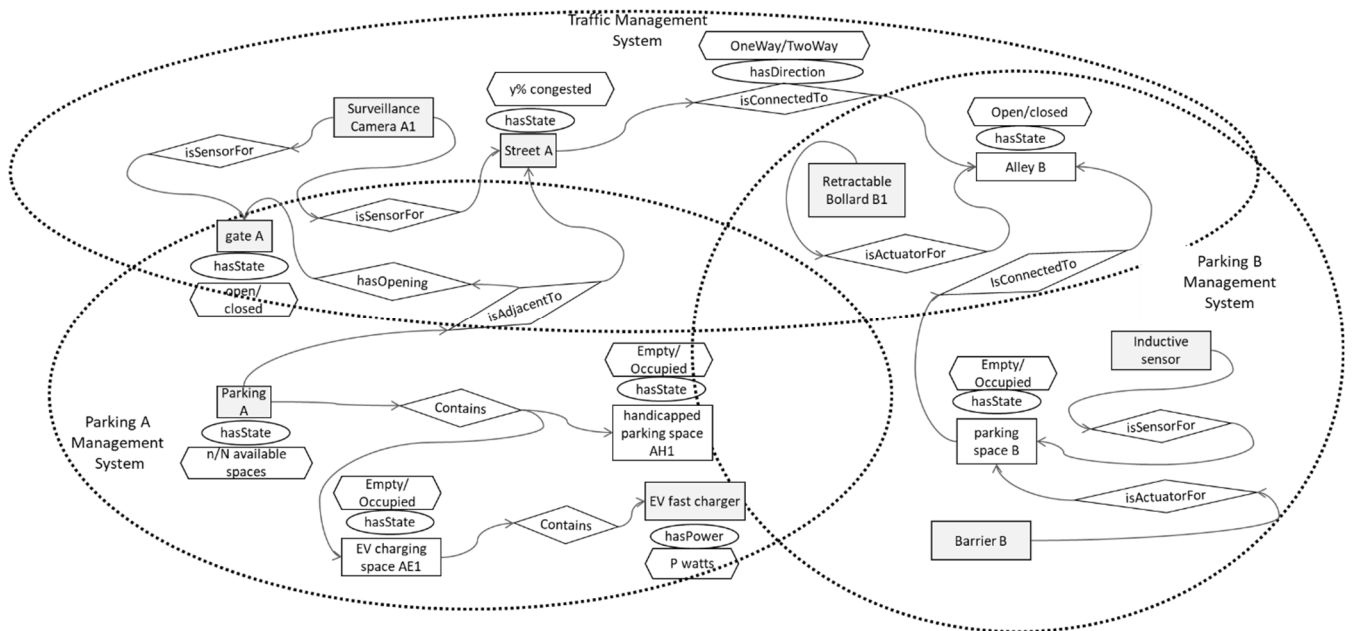 Traffic Management
System
OneWay/TwoWay
hasDirection
isConnectedTo
y% congested
hasState
Street A
Surveillance
Camera A1
isSensorFor
Open/closed
hasState
Alley B
Retractable
Bollard B1
isSensorFor
gate A
hasState
open/
closed
isActuatorFor
hasOpening
isAdjacentTo
IsConnectedTo
Parking B
Management
System
Inductive
sensor
Empty/
Occupied
hasState
handicapped
parking space
AH1
Empty/
Occupied
hasState
parking
space B
isSensorFor
Parking
A
hasState
n/N available
spaces
Contains
Parking A
Management
System
Empty/
Occupied
hasState
EV charging
space AE1
Contains
EV fast charger
hasPower
P watts
isActuatorFor
Barrier B